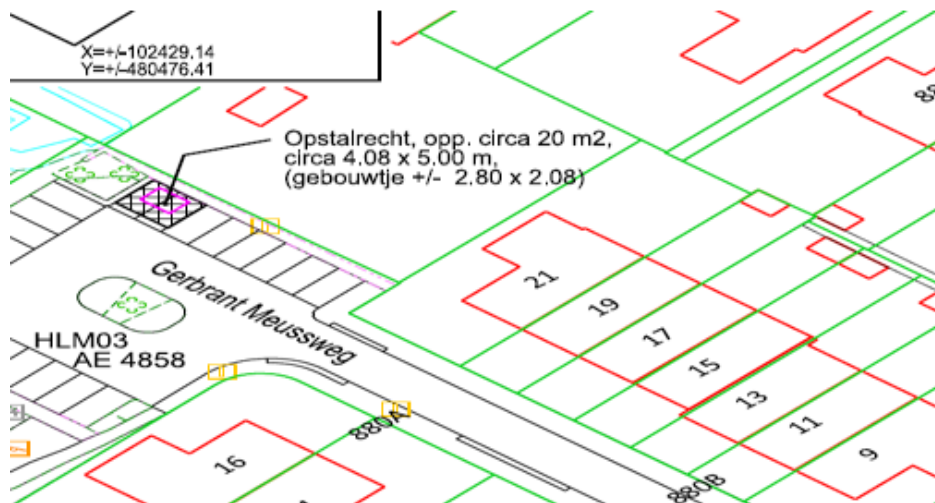 X=+/-102429.14
Y=+/-480476.41
Opstalrecht, opp. circa 20 m2,
circa 4.08 x 5.00 m,
(gebouwtje +/- 2.80 x 2.08)
Gerbrant Meussweg
HLM03
AE 4858
21
19
17
15
13
11
9
16
880A
880B